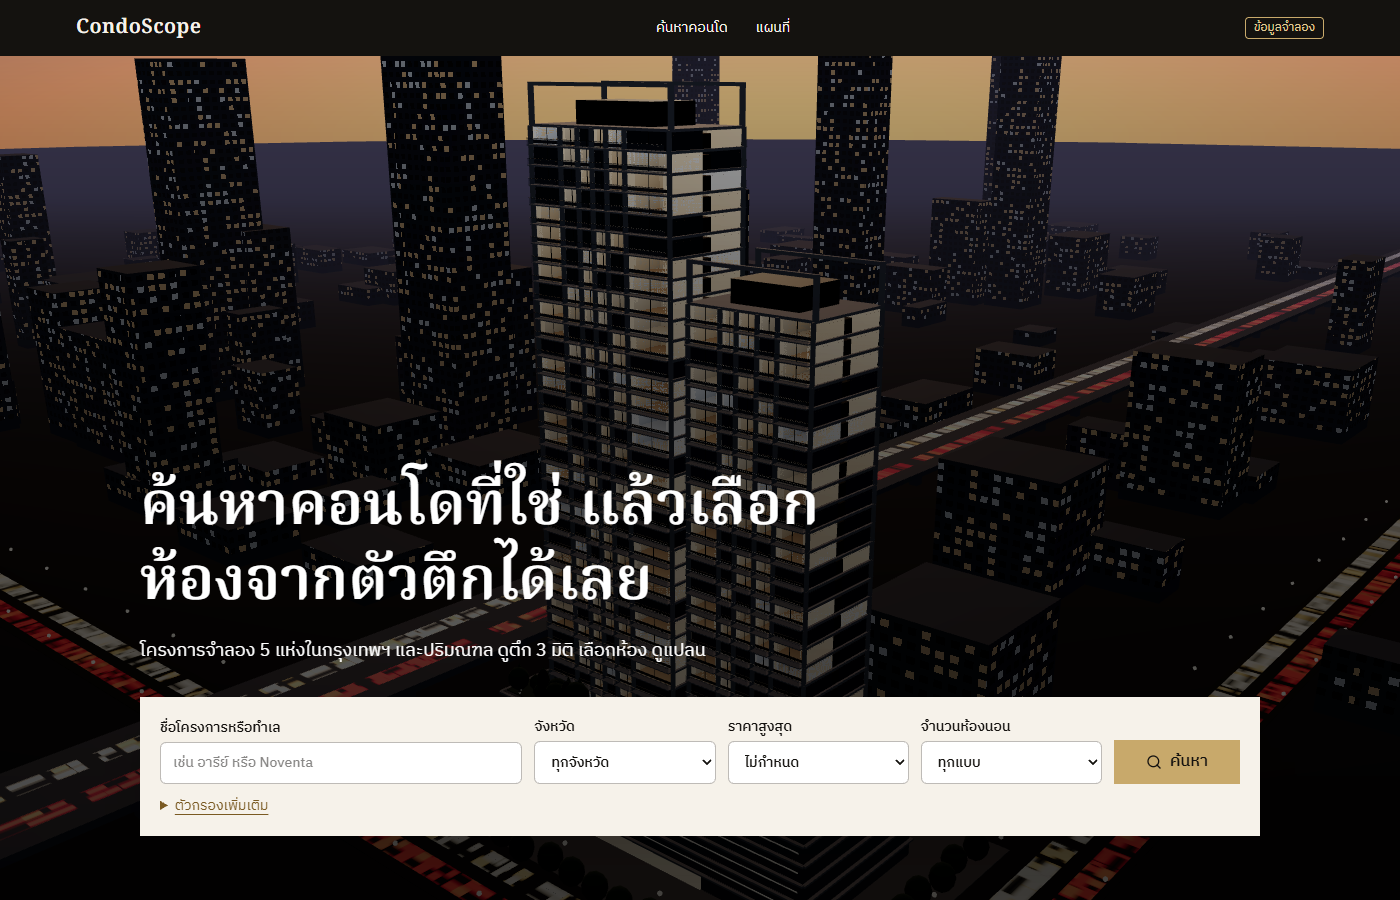 CondoScope
ค้นหาคอนโด
แผนที่
ข้อมูลจำลอง
ค้นหาคอนโดที่ใช่ แล้วเลือก
ห้องจากตัวตึกได้เลย
โครงการจำลอง 5 แห่งในกรุงเทพฯ และปริมณฑล ดูตึก 3 มิติ เลือกห้อง ดูแปลน
ชื่อโครงการหรือทำเล
จังหวัด
ราคาสูงสุด
จำนวนห้องนอน
เช่น อารีย์ หรือ Noventa
ทุกจังหวัด
ไม่กำหนด
ทุกแบบ
ค้นหา
ตัวกรองเพิ่มเติม